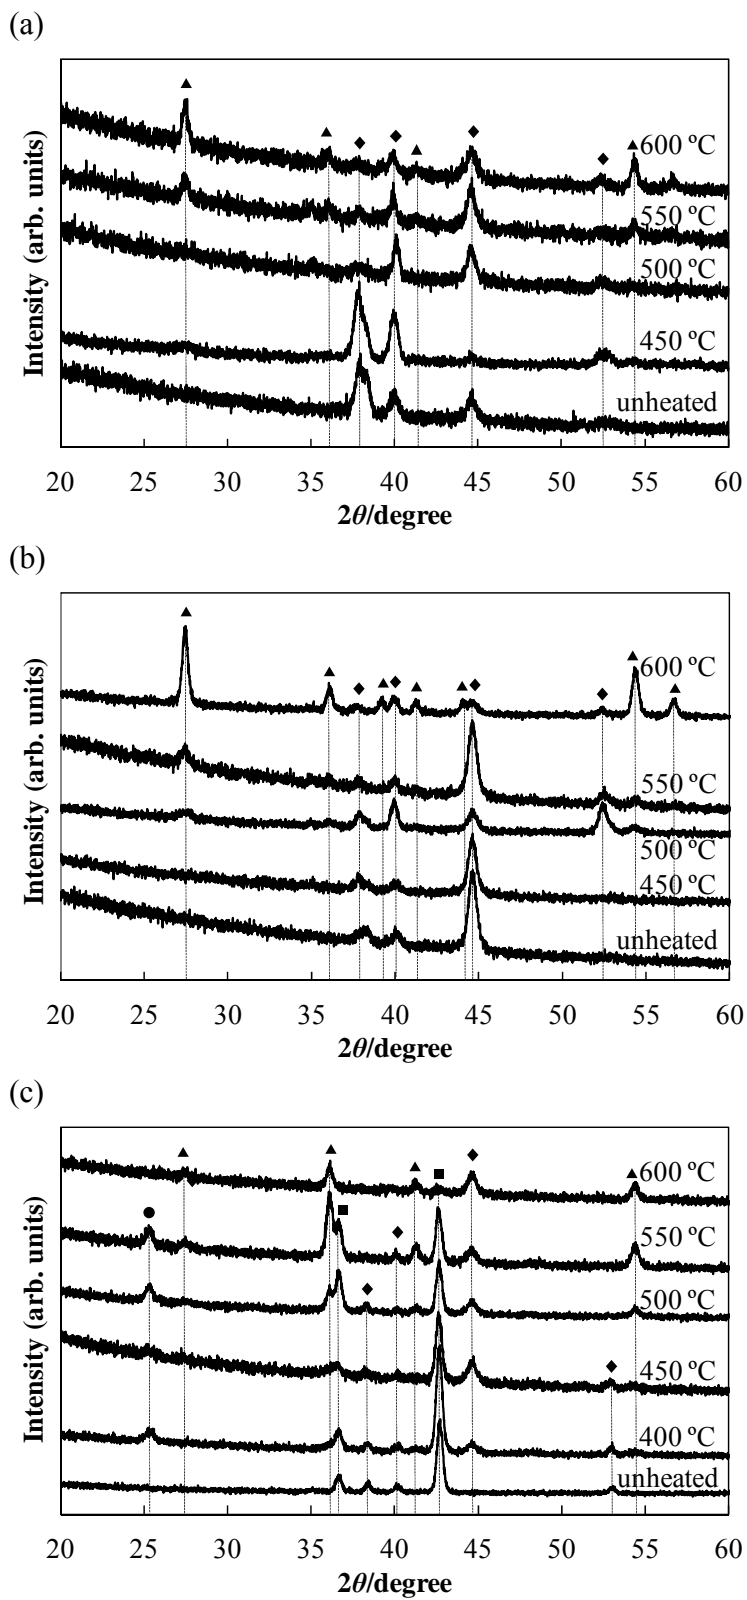 (a)
Intensity (arb. units)
600 ºC
550 ºC
500 ºC
450 ºC
unheated
20 25 30 35 40 45 50 55 60
2θ/degree
(b)
Intensity (arb. units)
600 ºC
550 ºC
500 ºC
450 ºC
unheated
20 25 30 35 40 45 50 55 60
2θ/degree
(c)
Intensity (arb. units)
600 ºC
550 ºC
500 ºC
450 ºC
400 ºC
unheated
20 25 30 35 40 45 50 55 60
2θ/degree